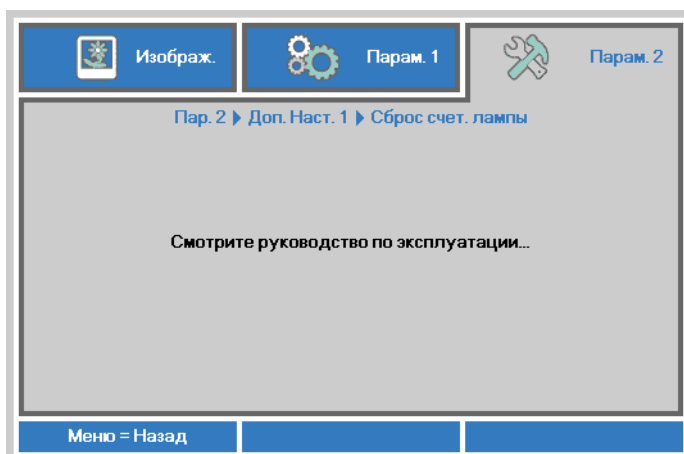 Изображ.
Парам. 1
Парам. 2
Пар. 2 ▶ Доп. Наст. 1 ▶ Сброс счет. лампы
Смотрите руководство по эксплуатации...
Меню = Назад